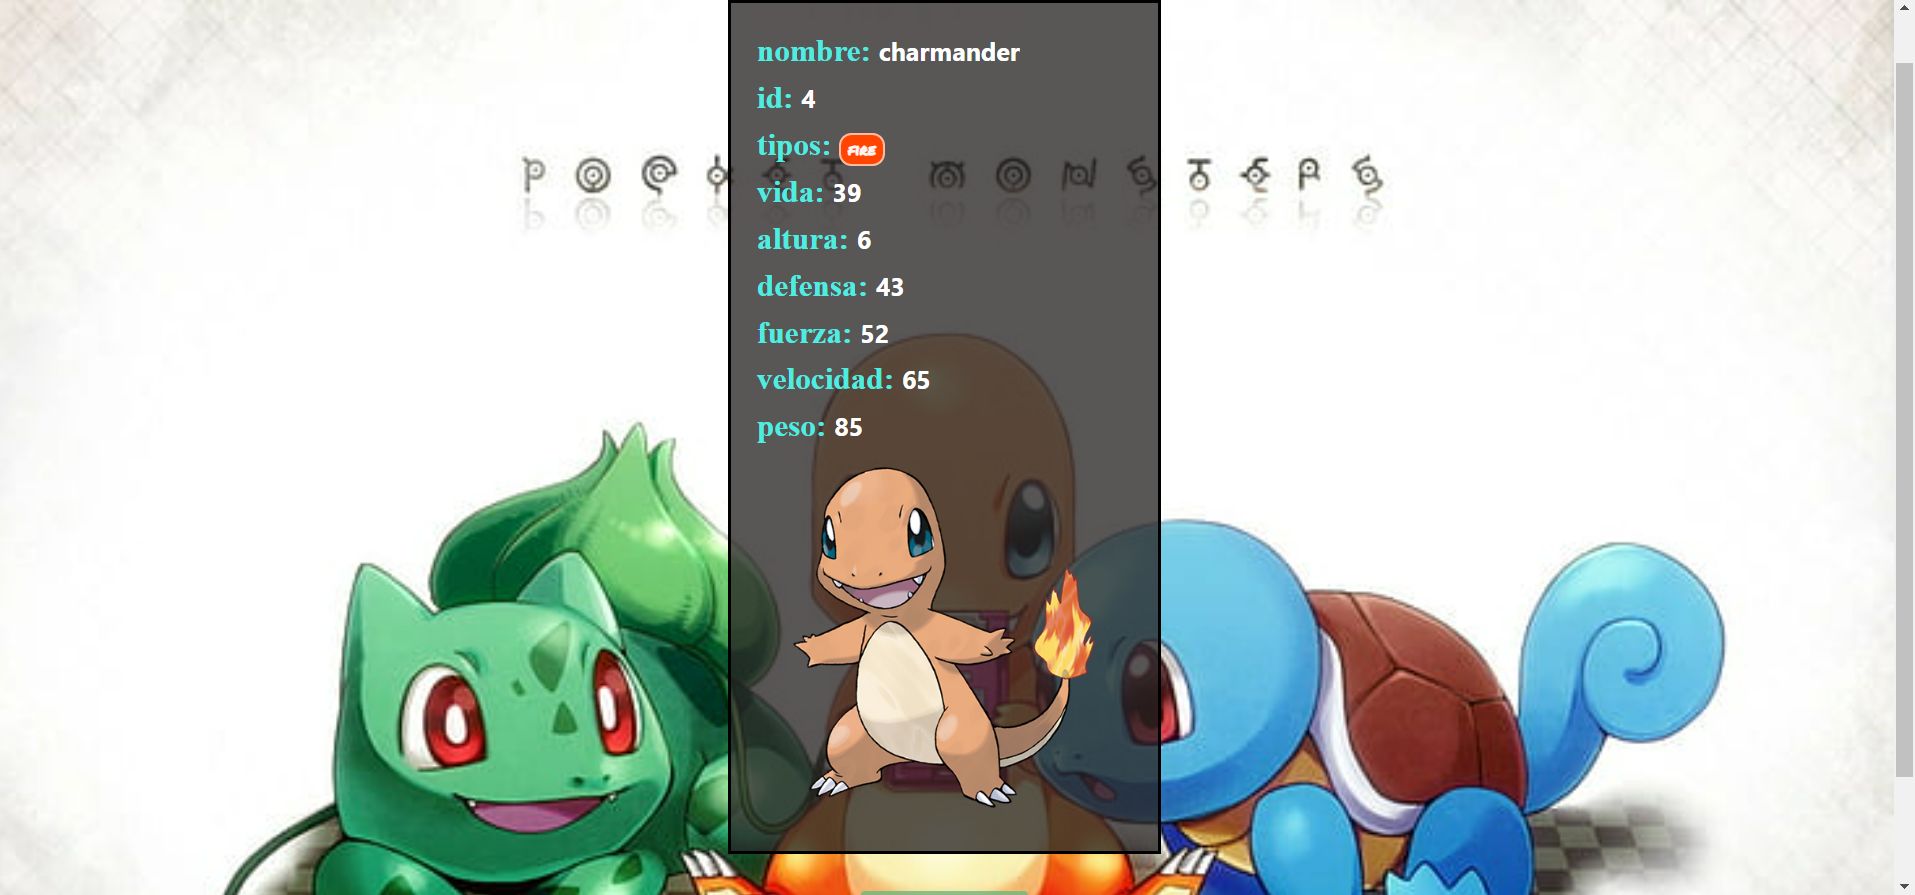 nombre: charmander
id: 4
tipos: FIRE
vida: 39
altura: 6
defensa: 43
fuerza: 52
velocidad: 65
peso: 85